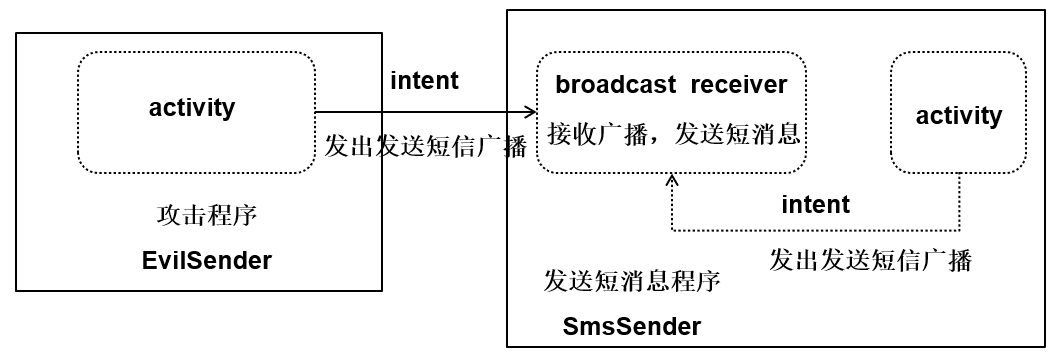 activity
攻击程序
EvilSender
intent
发出发送短信广播
broadcast receiver
接收广播，发送短消息
activity
intent
发出发送短信广播
发送短消息程序
SmsSender